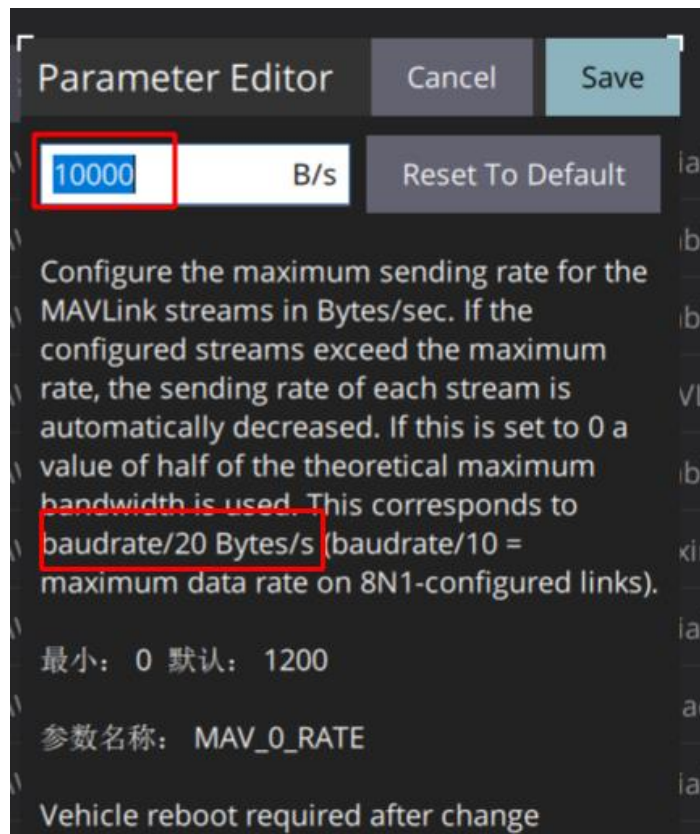 Parameter Editor Cancel Save
10000 B/s Reset To Default
Configure the maximum sending rate for the
MAVLink streams in Bytes/sec. If the
configured streams exceed the maximum
rate, the sending rate of each stream is
automatically decreased. If this is set to 0 a
value of half of the theoretical maximum
bandwidth is used. This corresponds to
baudrate/20 Bytes/s (baudrate/10 =
maximum data rate on 8N1-configured links).
最小： 0 默认： 1200
参数名称： MAV_0_RATE
Vehicle reboot required after change